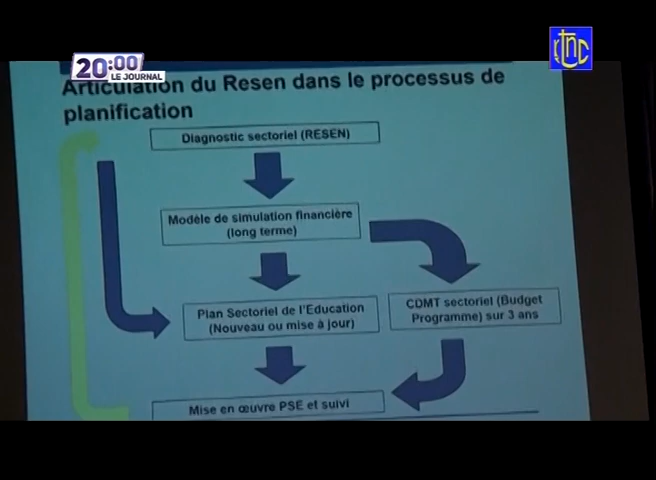 20:00
LE JOURNAL
rtnc
Articulation du Resen dans le processus de
planification
Diagnostic sectoriel (RESEN)
Modèle de simulation financière
(long terme)
Plan Sectoriel de l'Education
(Nouveau ou mise à jour)
CDMT sectoriel (Budget
Programme) sur 3 ans
Mise en œuvre PSE et suivi